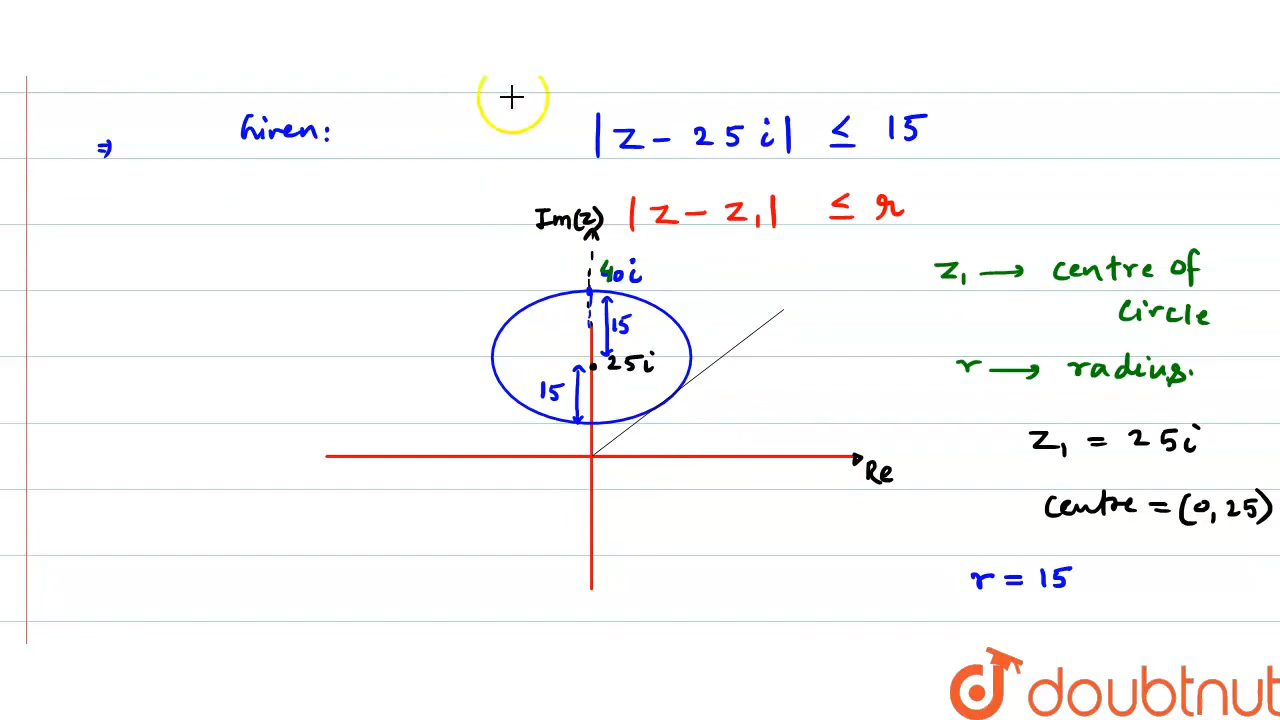 ⇒ Given: |z - 25i| ≤ 15
Im(z) |z - z₁| ≤ r
40i
15
25i
15
Re
z₁ → centre of
circle
r → radius.
z₁ = 25i
centre = (0, 25)
r = 15
doubtnut